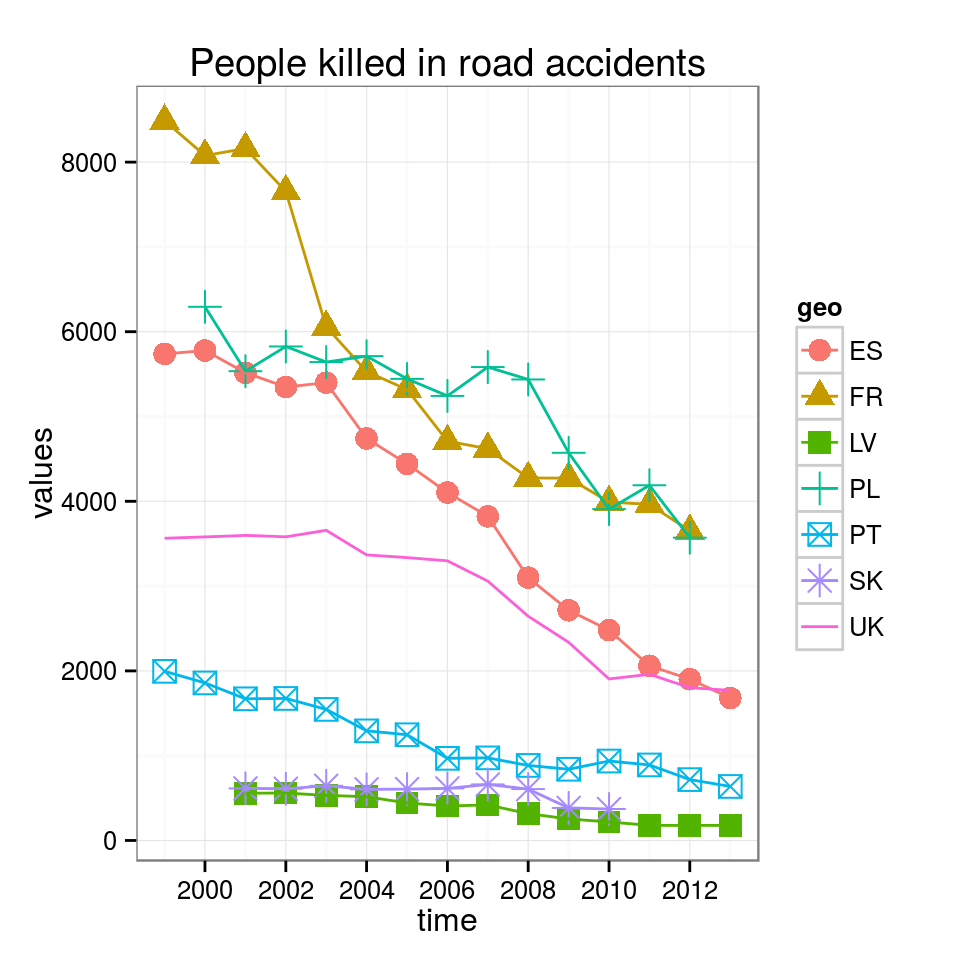 People killed in road accidents
values
8000
6000
4000
2000
0
2000 2002 2004 2006 2008 2010 2012
time
geo
ES
FR
LV
PL
PT
SK
UK